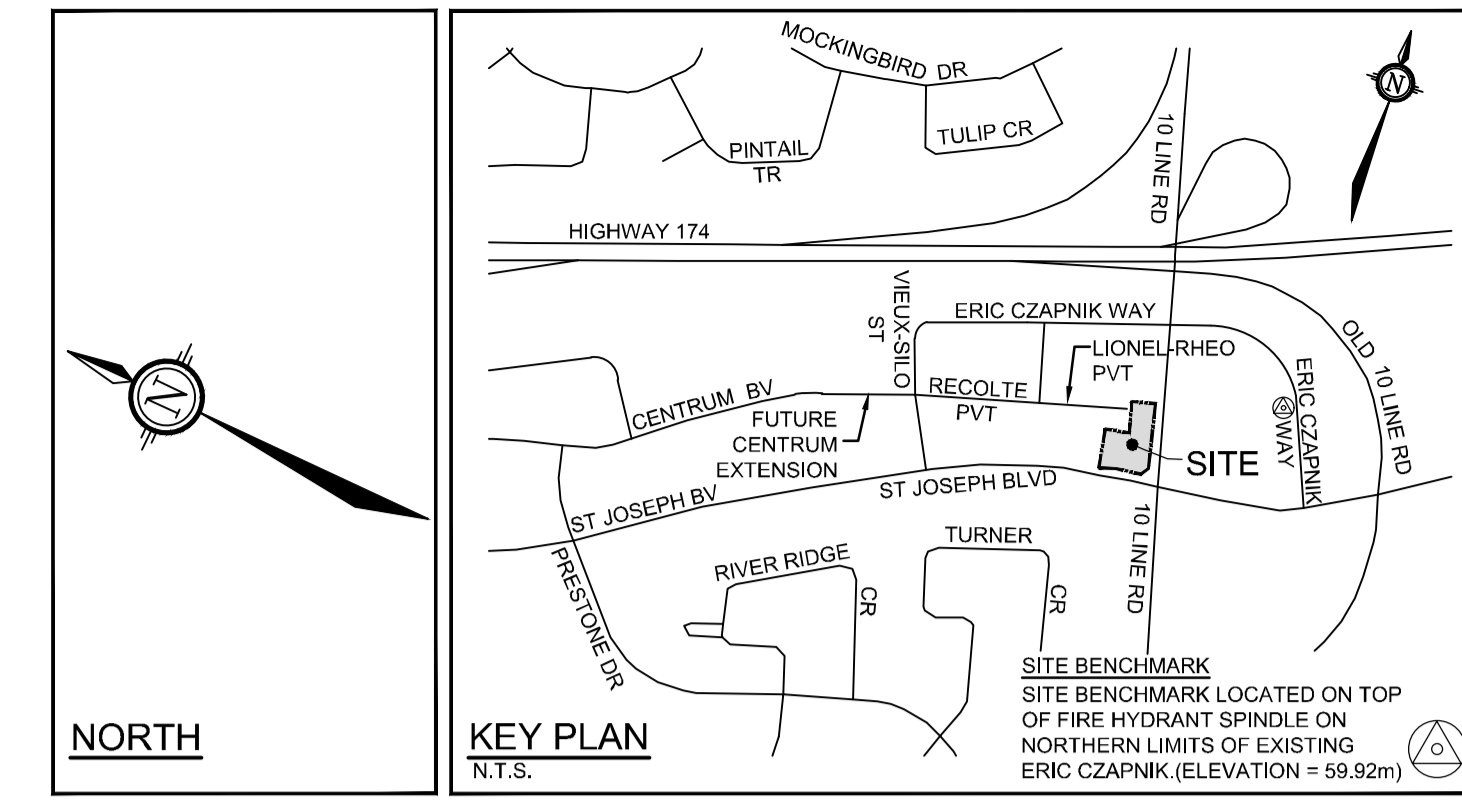 N
NORTH
MOCKINGBIRD DR
TULIP CR
PINTAIL
TR
10 LINE RD
N
HIGHWAY 174
VIEUX-SIILO
ST
ERIC CZAPNIK WAY
LIONEL-RHEO
PVT
RECOLTE
PVT
CENTRUM BV
FUTURE
CENTRUM
EXTENSION
SITE
ERIC CZAPNIK
WAY
OLD 10 LINE RD
ST JOSEPH BV
ST JOSEPH BLVD
10 LINE RD
PRESTONE DR
RIVER RIDGE
CR
TURNER
CR
SITE BENCHMARK
SITE BENCHMARK LOCATED ON TOP
OF FIRE HYDRANT SPINDLE ON
NORTHERN LIMITS OF EXISTING
ERIC CZAPNIK.(ELEVATION = 59.92m)
KEY PLAN
N.T.S.